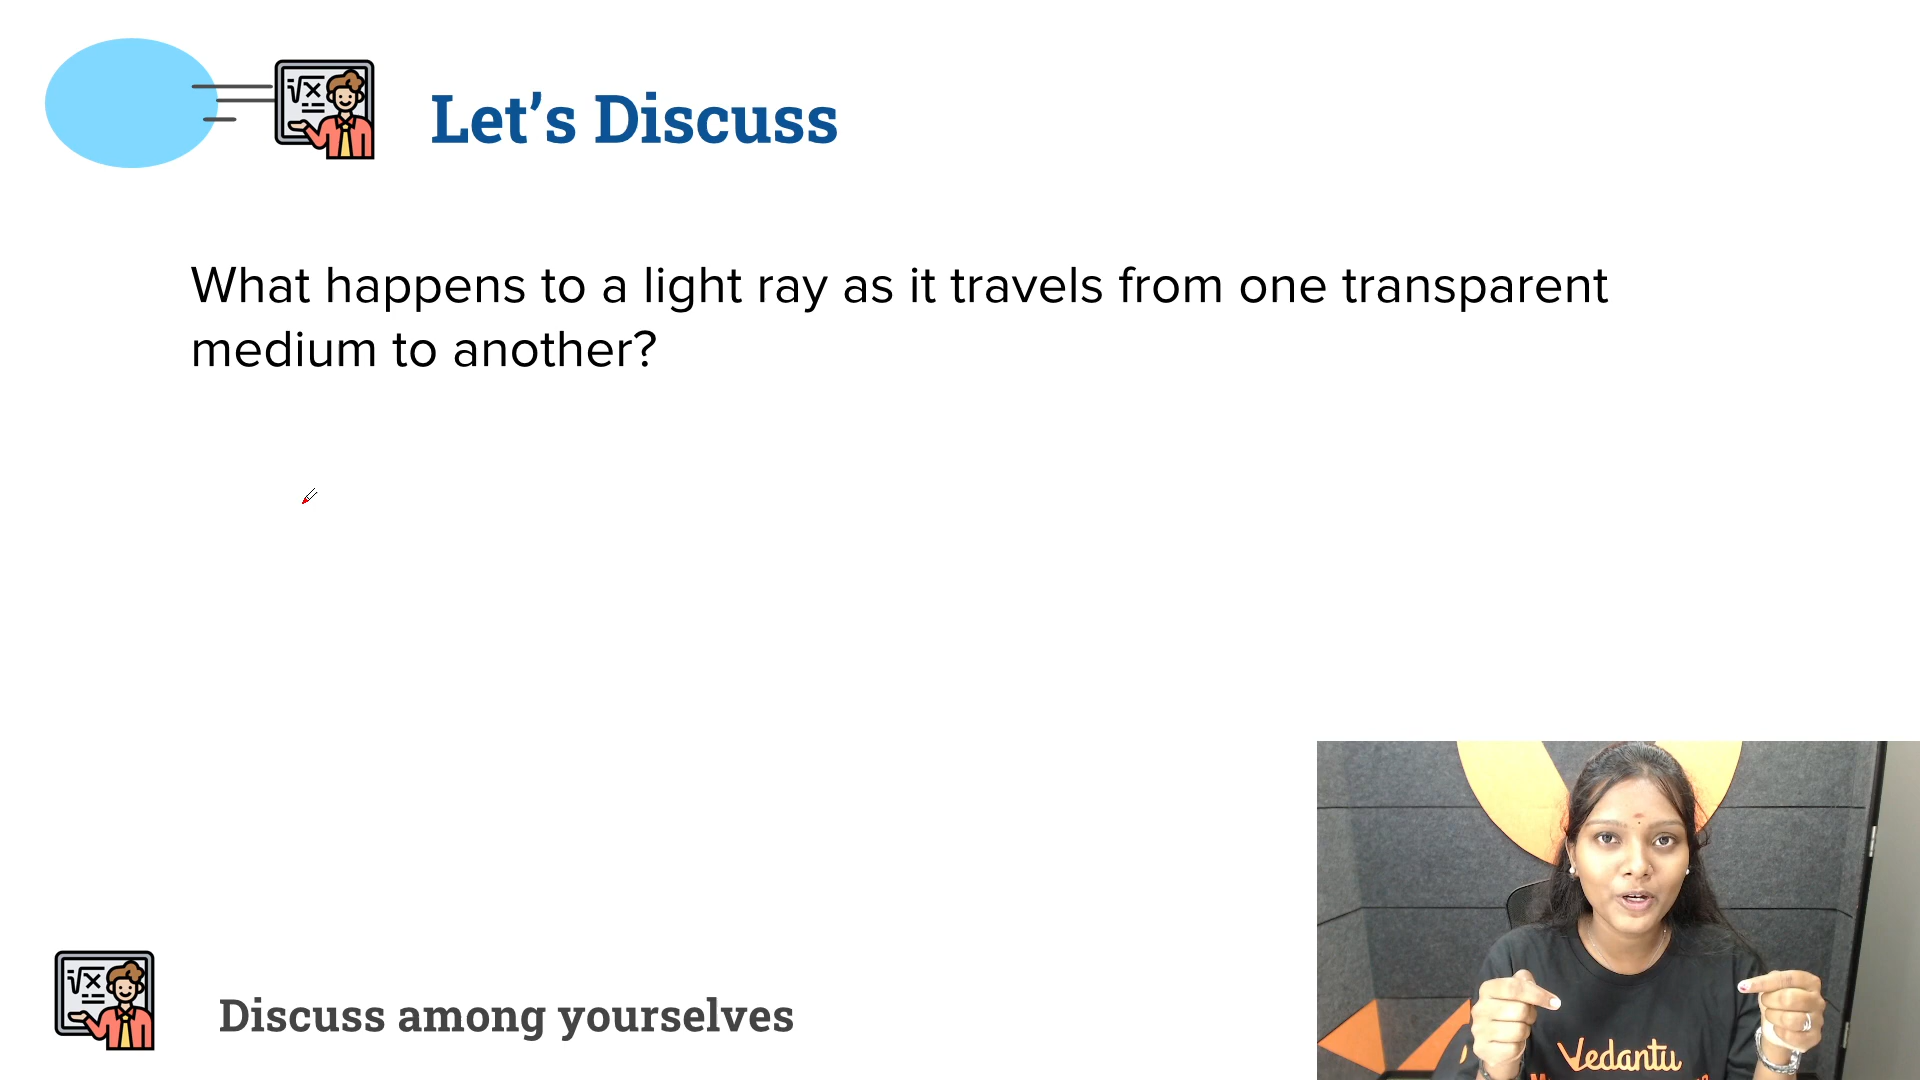 Let’s Discuss
What happens to a light ray as it travels from one transparent
medium to another?
√x
√x
Discuss among yourselves
Vedantu